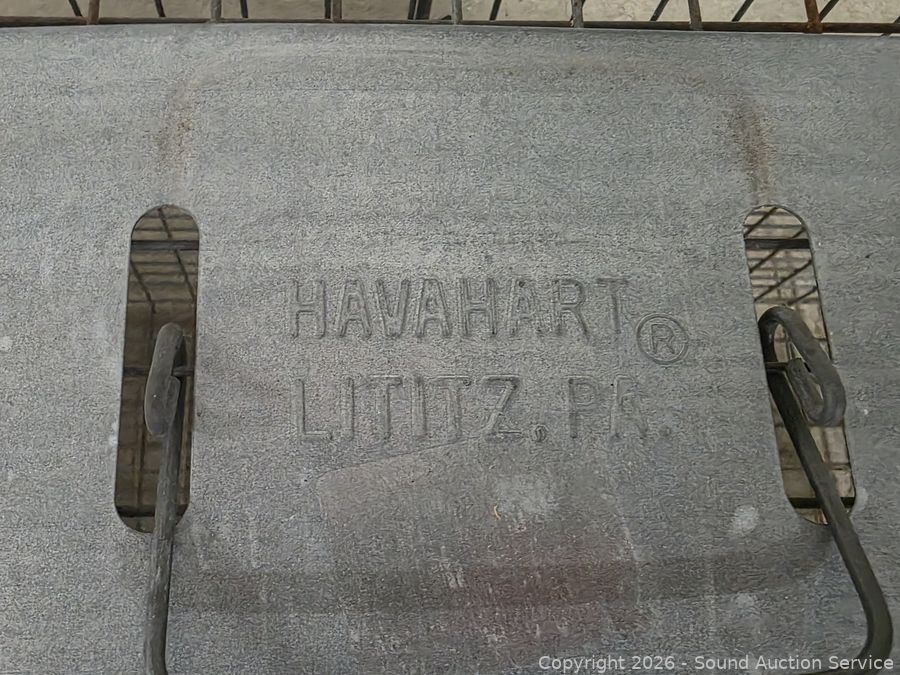 HAVAHART®
LITITZ, PA.
Copyright © 2026 - Sound Auction Service